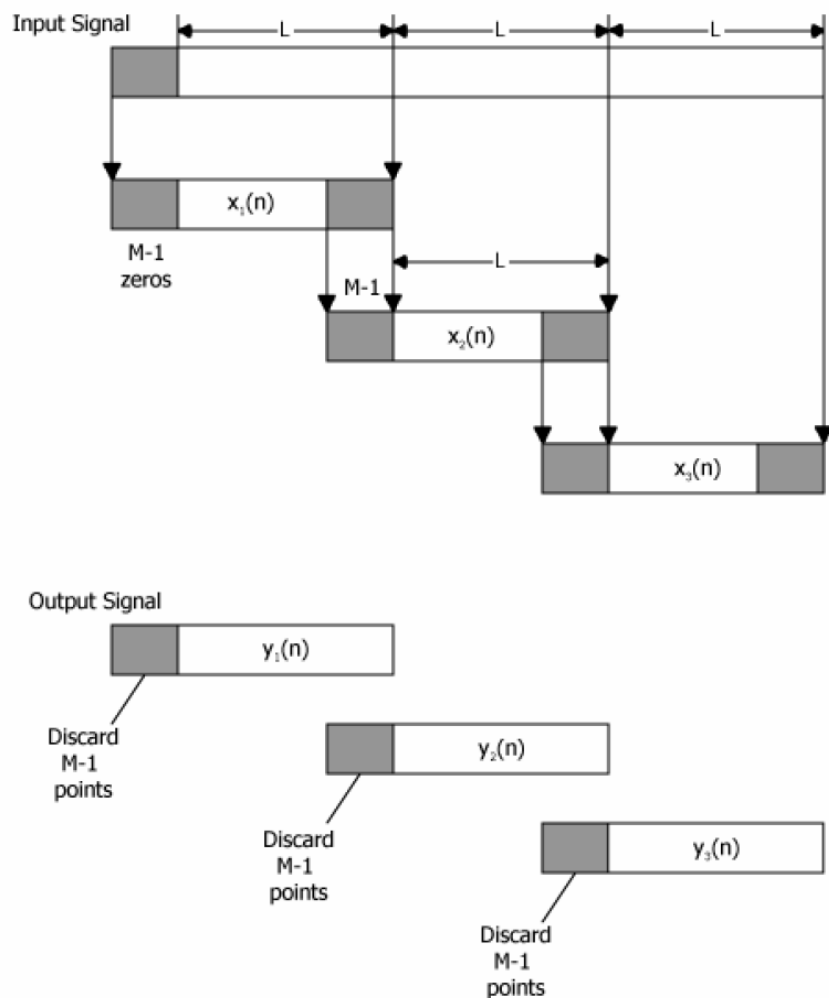 Input Signal
L
L
L
x₁(n)
M-1
zeros
L
M-1
x₂(n)
x₃(n)
Output Signal
y₁(n)
Discard
M-1
points
y₂(n)
Discard
M-1
points
y₃(n)
Discard
M-1
points